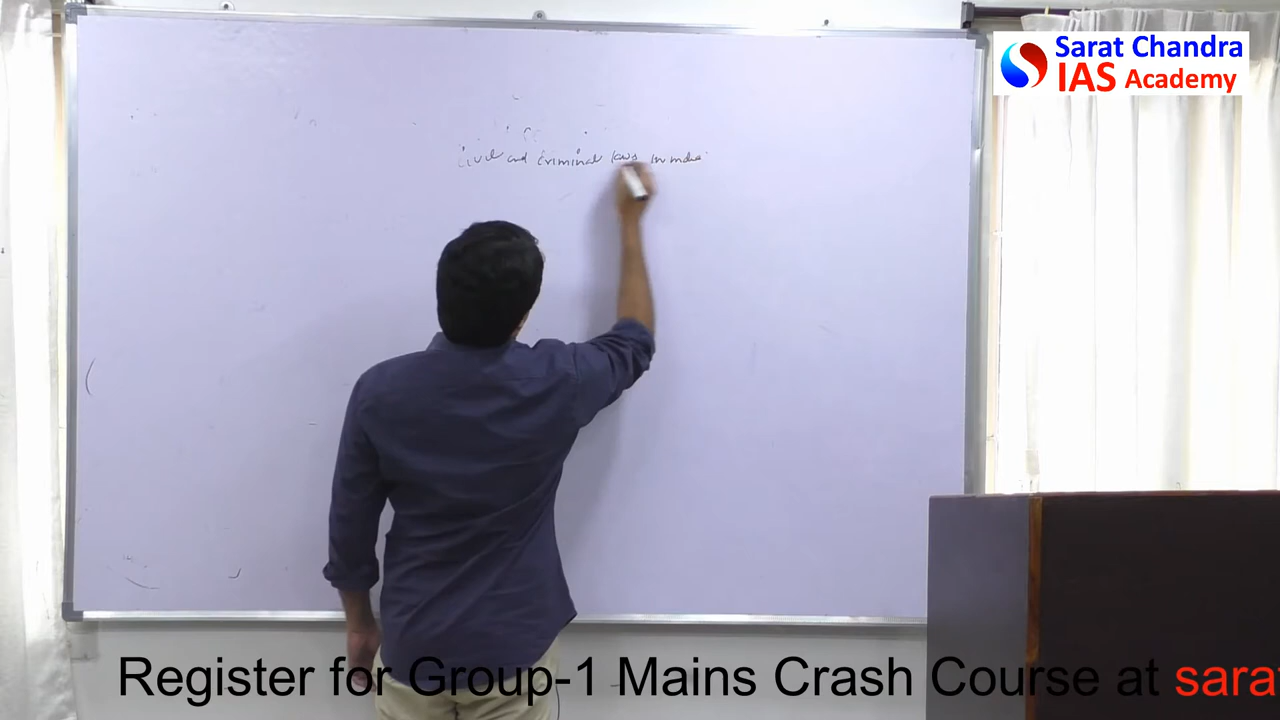 Sarat Chandra
IAS Academy
Civil and Criminal laws in India
Register for Group-1 Mains Crash Course at sara